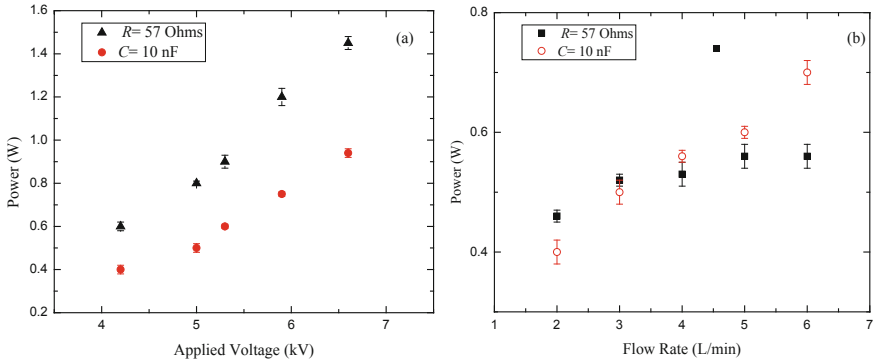 1.6
1.4
1.2
1.0
0.8
0.6
0.4
0.2
Power (W)
R= 57 Ohms
C= 10 nF
(a)
4 5 6 7
Applied Voltage (kV)
0.8
0.6
0.4
Power (W)
R= 57 Ohms
C= 10 nF
(b)
1 2 3 4 5 6 7
Flow Rate (L/min)